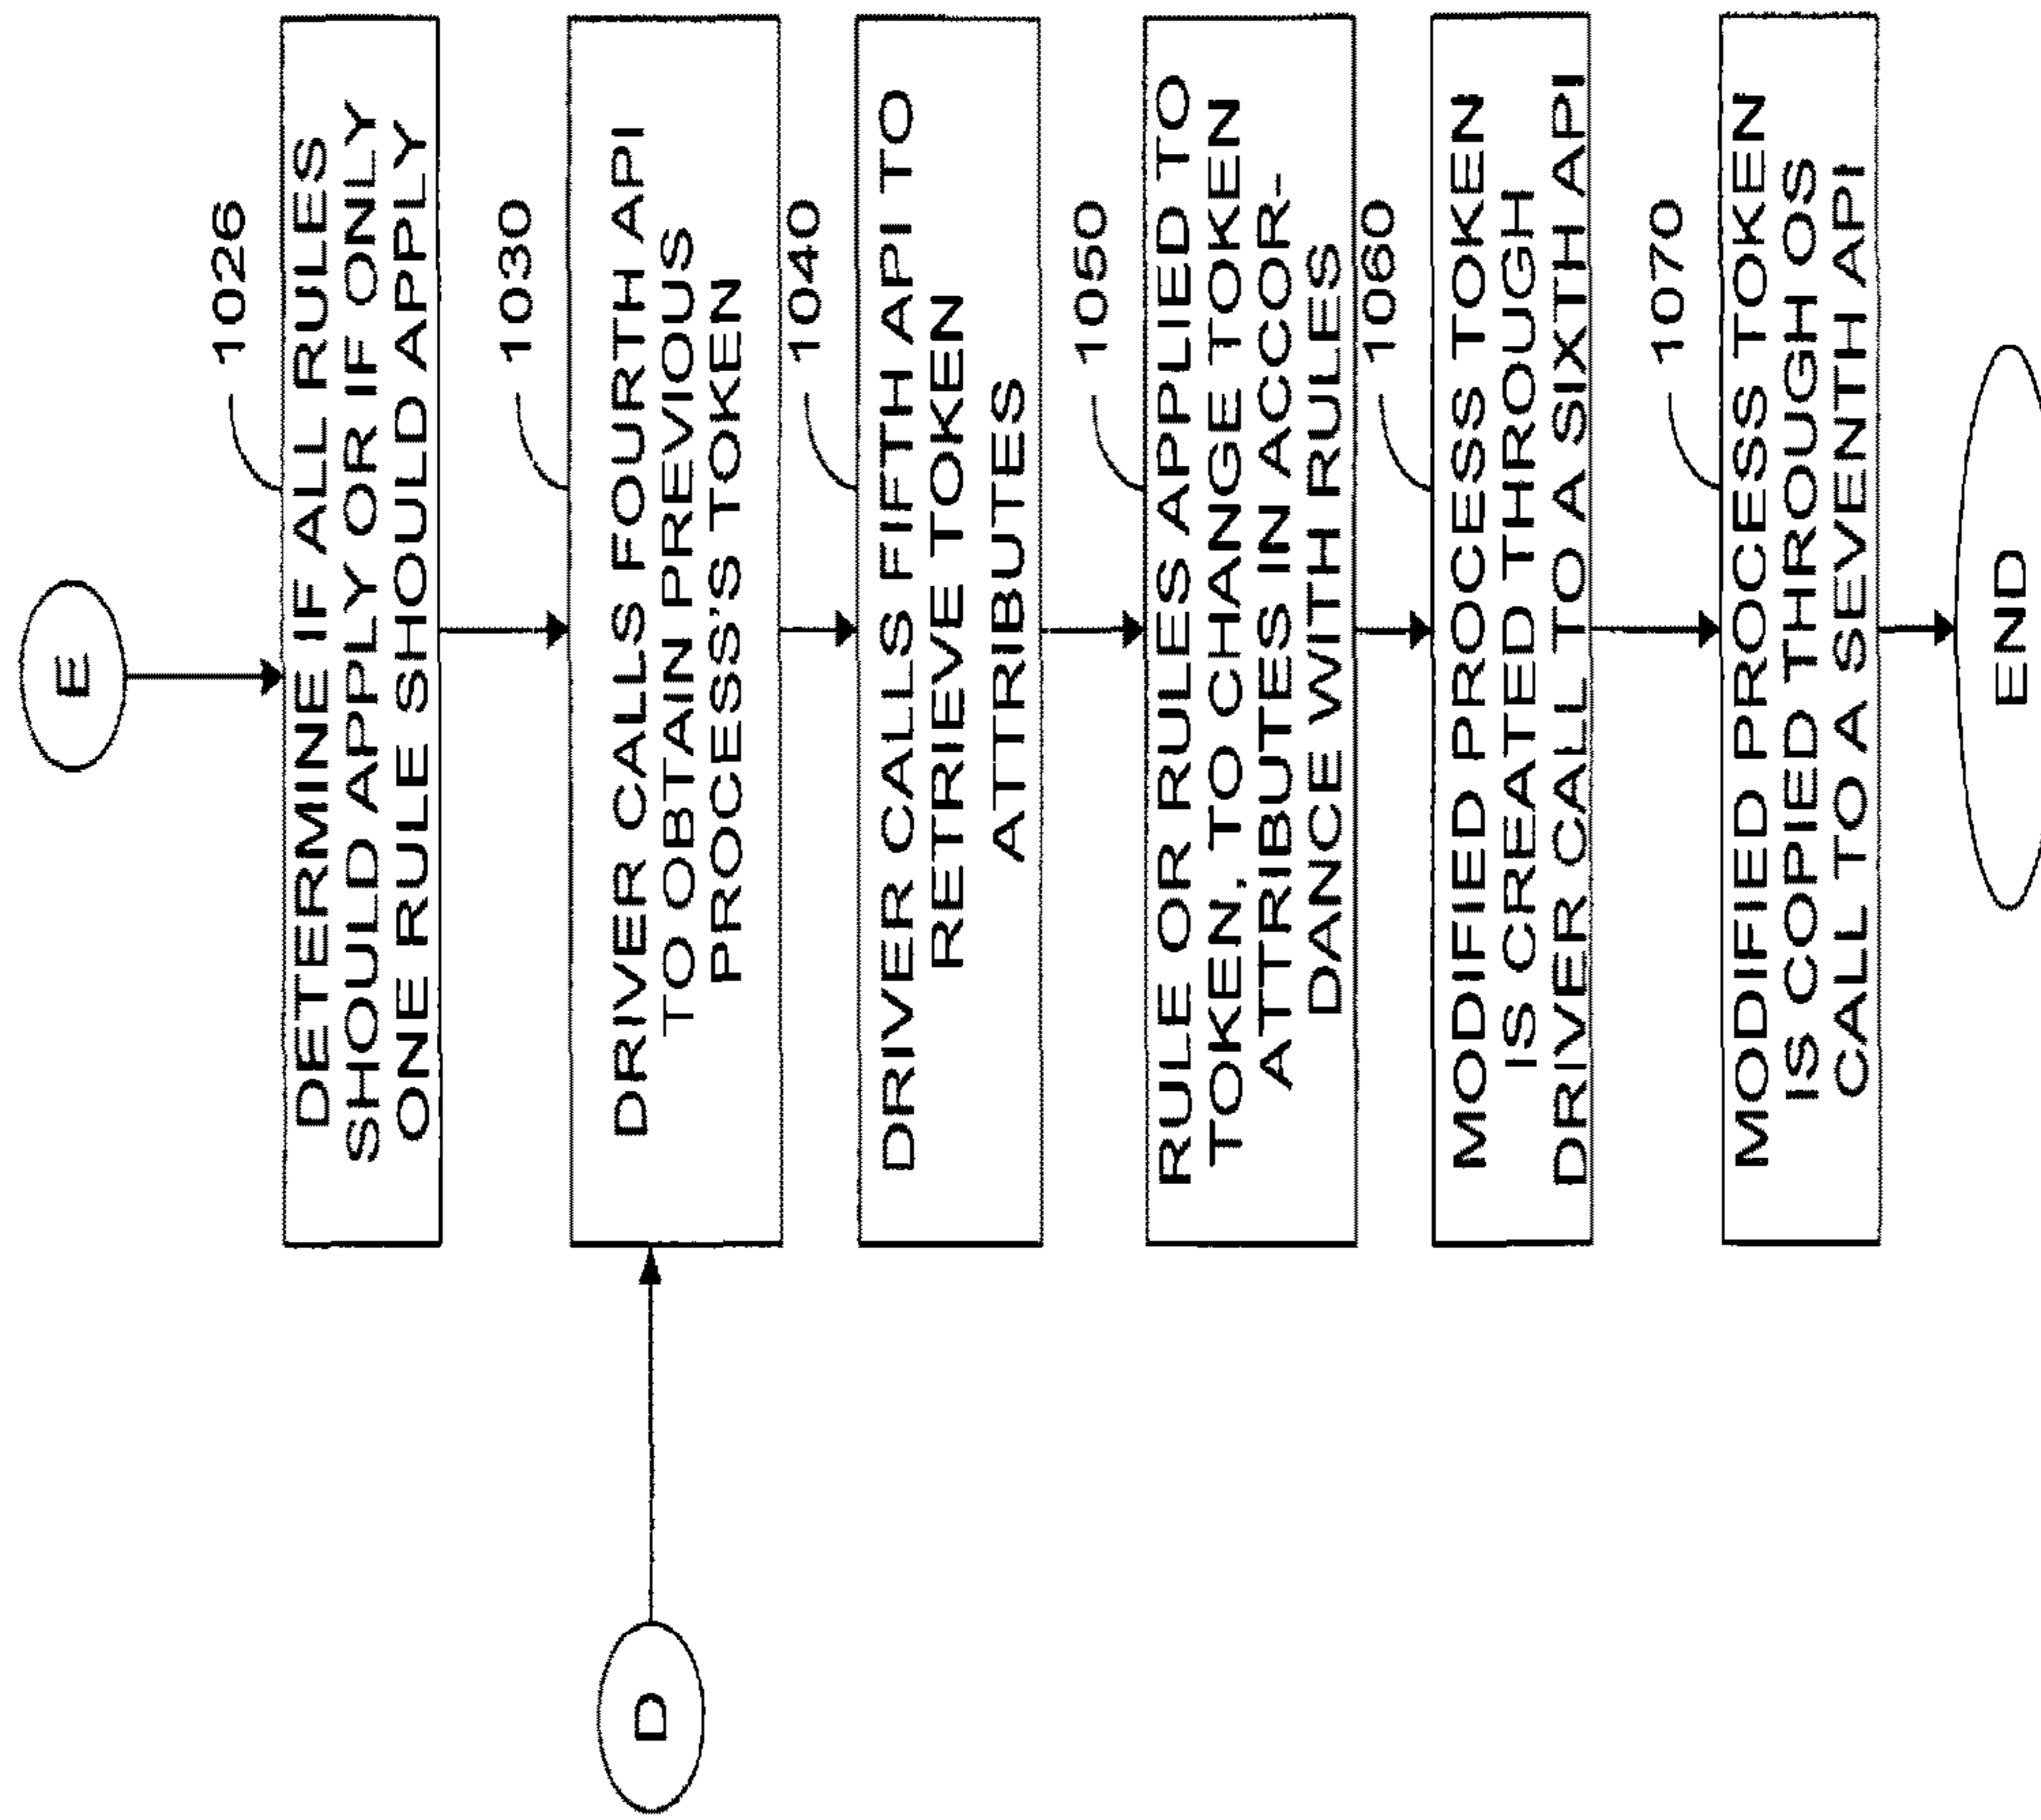 E
1026
DETERMINE IF ALL RULES
SHOULD APPLY OR IF ONLY
ONE RULE SHOULD APPLY
1030
DRIVER CALLS FOURTH API
TO OBTAIN PREVIOUS
PROCESS'S TOKEN
D
1040
DRIVER CALLS FIFTH API TO
RETRIEVE TOKEN
ATTRIBUTES
1050
RULE OR RULES APPLIED TO
TOKEN, TO CHANGE TOKEN
ATTRIBUTES IN ACCOR-
DANCE WITH RULES
1060
MODIFIED PROCESS TOKEN
IS CREATED THROUGH
DRIVER CALL TO A SIXTH API
1070
MODIFIED PROCESS TOKEN
IS COPIED THROUGH OS
CALL TO A SEVENTH API
END